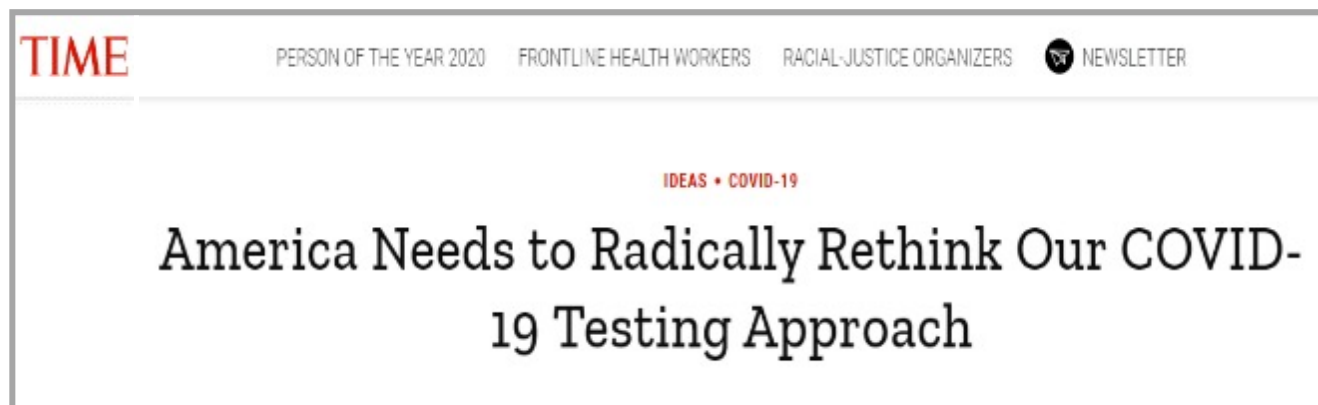 TIME
PERSON OF THE YEAR 2020 FRONTLINE HEALTH WORKERS RACIAL-JUSTICE ORGANIZERS NEWSLETTER
IDEAS • COVID-19
America Needs to Radically Rethink Our COVID-
19 Testing Approach